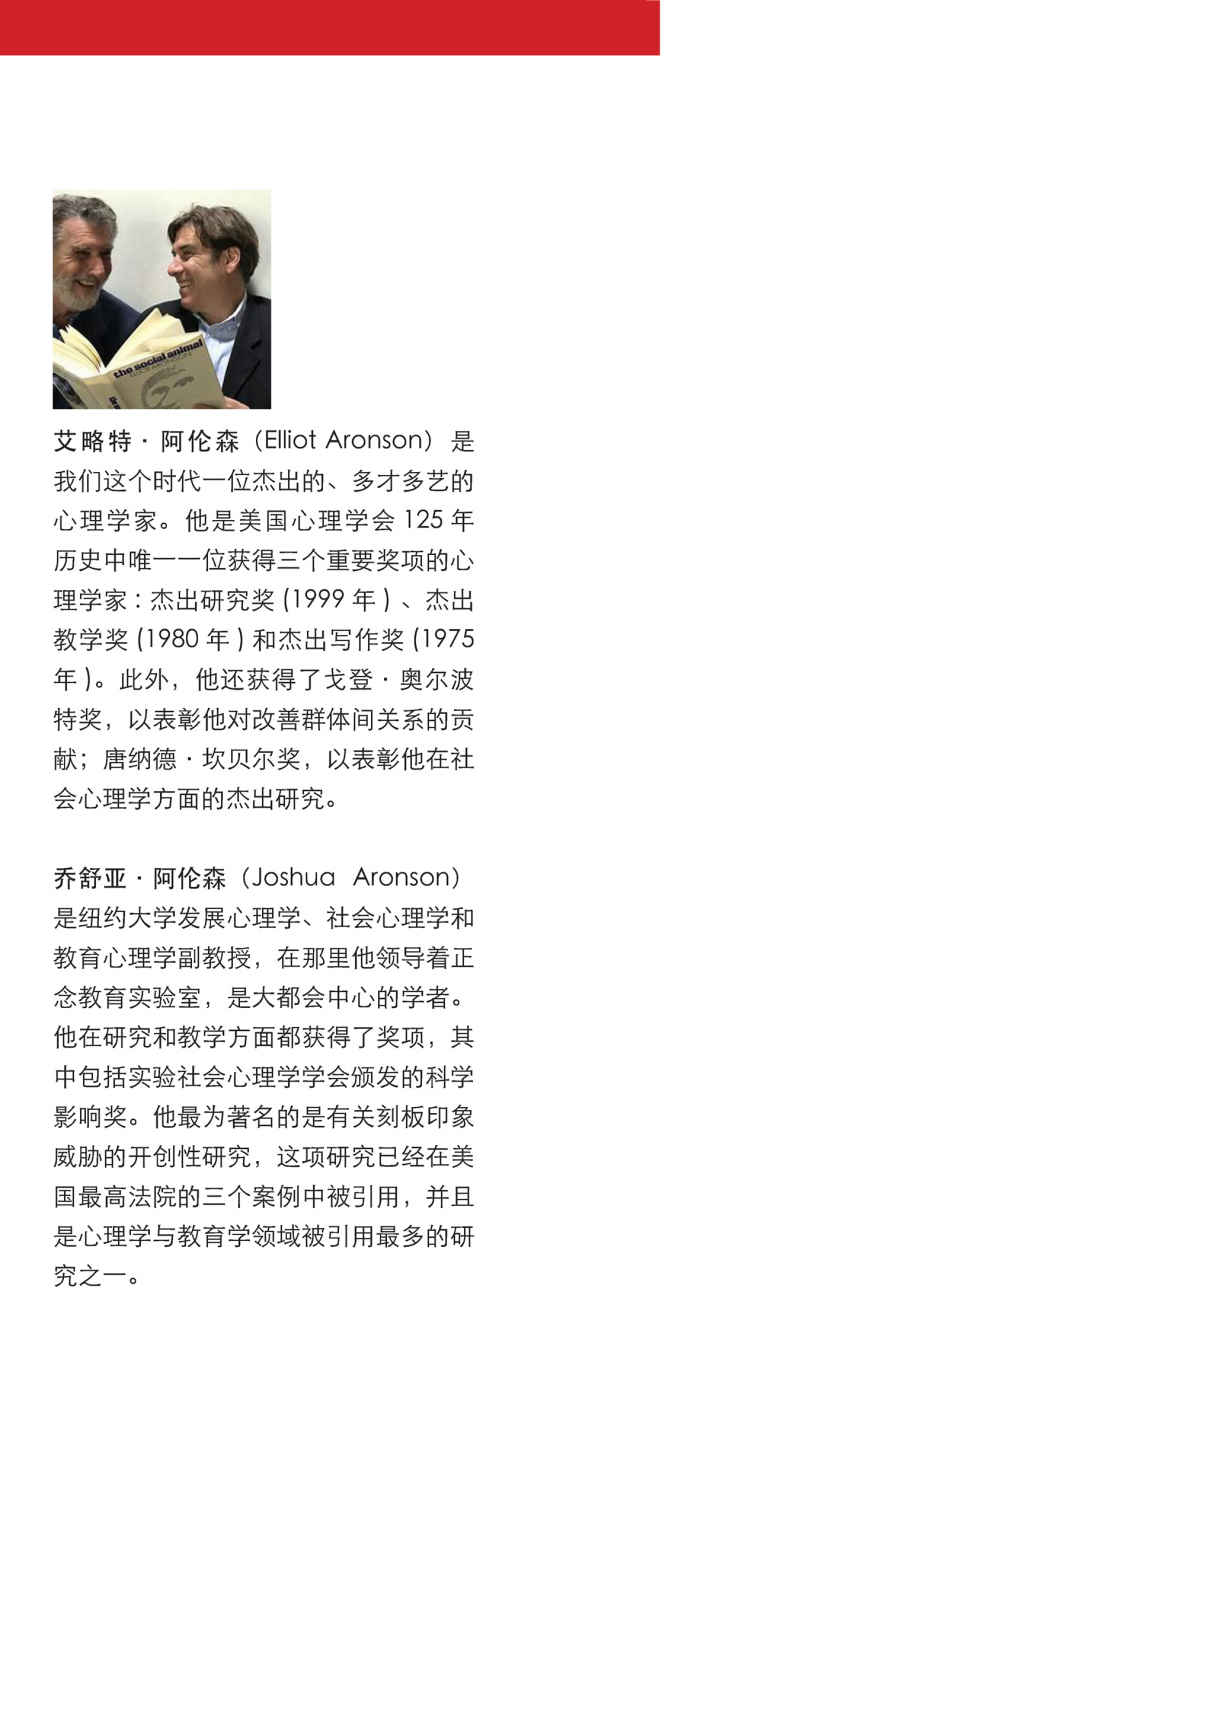 the social animal
艾略特·阿伦森（Elliot Aronson）是
我们这个时代一位杰出的、多才多艺的
心理学家。他是美国心理学会 125 年
历史中唯一一位获得三个重要奖项的心
理学家：杰出研究奖 (1999 年 ) 、杰出
教学奖 (1980 年 ) 和杰出写作奖 (1975
年 )。此外，他还获得了戈登·奥尔波
特奖，以表彰他对改善群体间关系的贡
献；唐纳德·坎贝尔奖，以表彰他在社
会心理学方面的杰出研究。
乔舒亚·阿伦森（Joshua Aronson）
是纽约大学发展心理学、社会心理学和
教育心理学副教授，在那里他领导着正
念教育实验室，是大都会中心的学者。
他在研究和教学方面都获得了奖项，其
中包括实验社会心理学学会颁发的科学
影响奖。他最为著名的是有关刻板印象
威胁的开创性研究，这项研究已经在美
国最高法院的三个案例中被引用，并且
是心理学与教育学领域被引用最多的研
究之一。